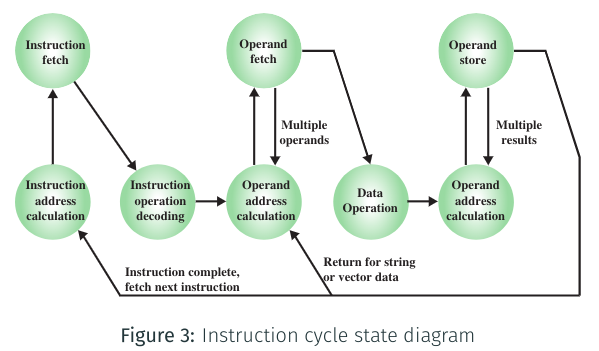 Instruction
fetch
Operand
fetch
Operand
store
Multiple
operands
Multiple
results
Instruction
address
calculation
Instruction
operation
decoding
Operand
address
calculation
Data
Operation
Operand
address
calculation
Instruction complete,
fetch next instruction
Return for string
or vector data
Figure 3: Instruction cycle state diagram